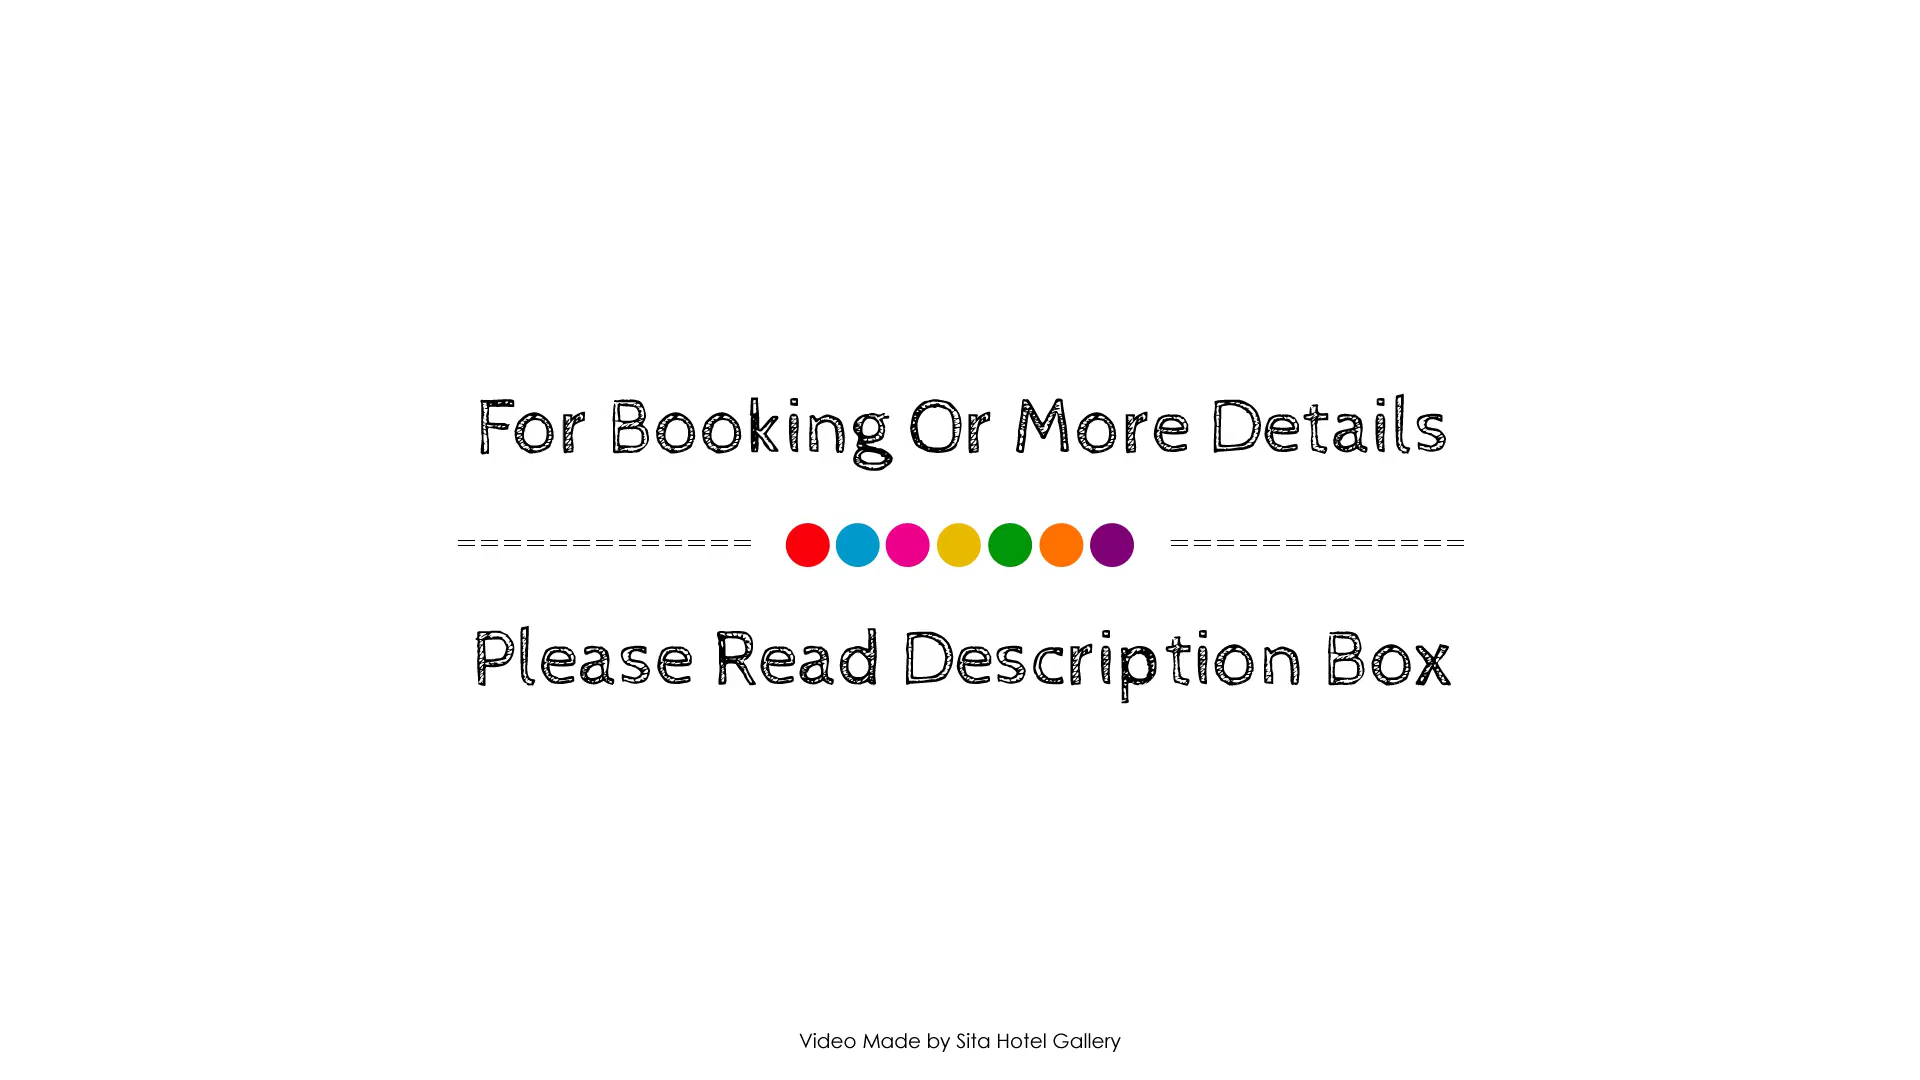 For Booking Or More Details
============= =============
Please Read Description Box
Video Made by Sita Hotel Gallery